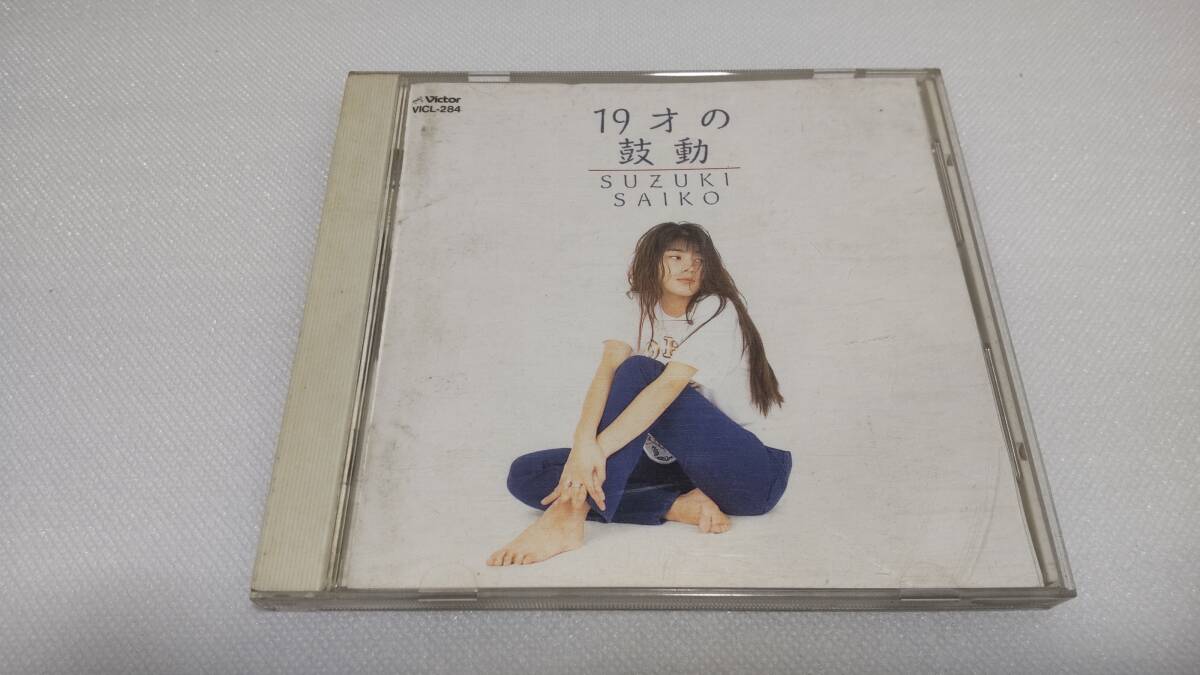 Victor
VICL-284
19才の
鼓動
SUZUKI
SAIKO